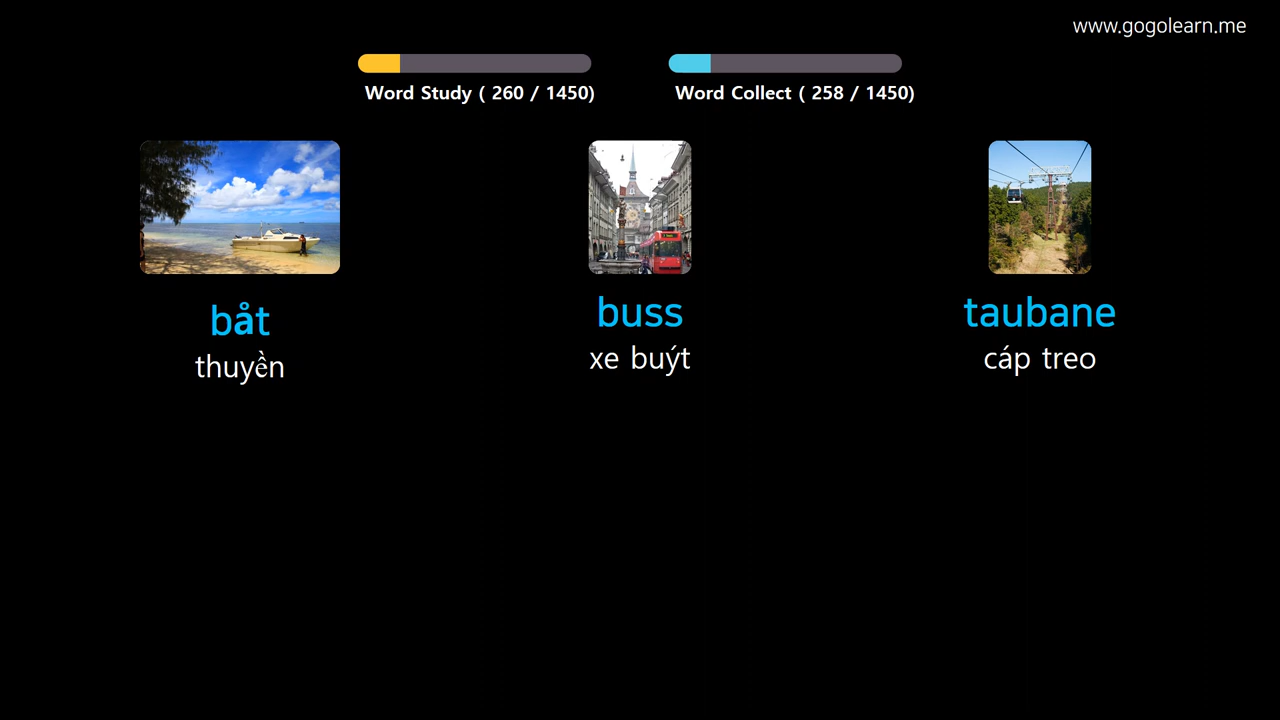 www.gogolearn.me
Word Study ( 260 / 1450)
Word Collect ( 258 / 1450)
båt
buss
taubane
thuyền
xe buýt
cáp treo